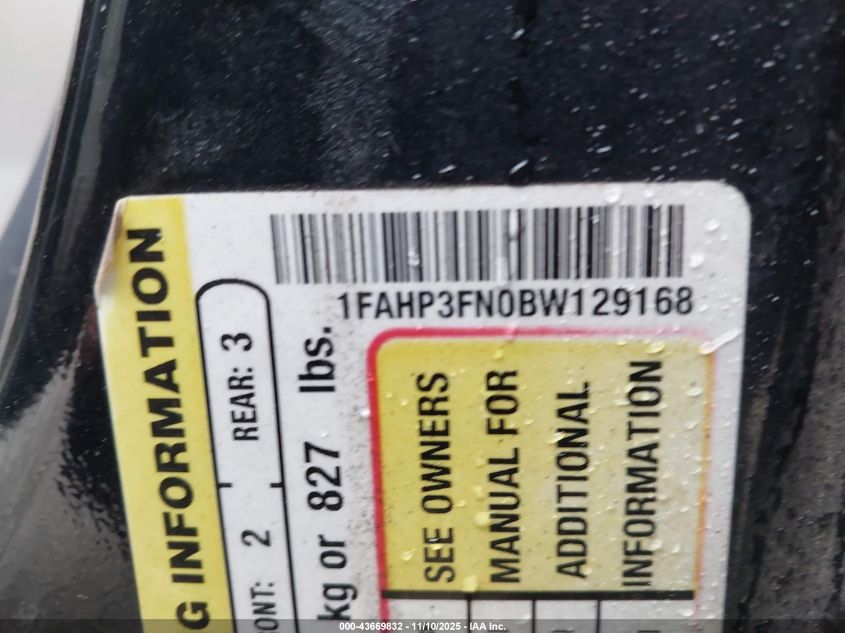 1FAHP3FN0BW129168
G INFORMATION
REAR: 3
ONT: 2
kg or 827 lbs.
SEE OWNERS
MANUAL FOR
ADDITIONAL
INFORMATION
000-43669832 - 11/10/2025 - IAA Inc.